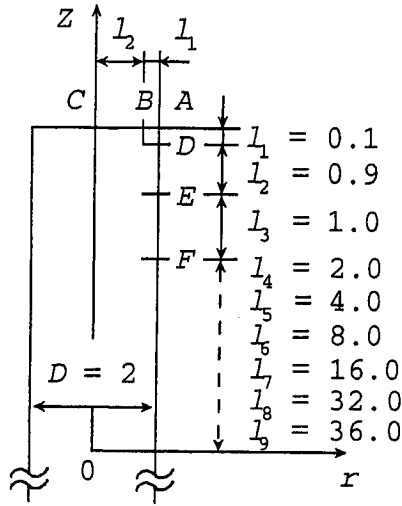 Z
l2 l1
C B A
D l1 = 0.1
l2 = 0.9
E
l3 = 1.0
F l4 = 2.0
l5 = 4.0
l6 = 8.0
D = 2 l7 = 16.0
l8 = 32.0
l9 = 36.0
0 r